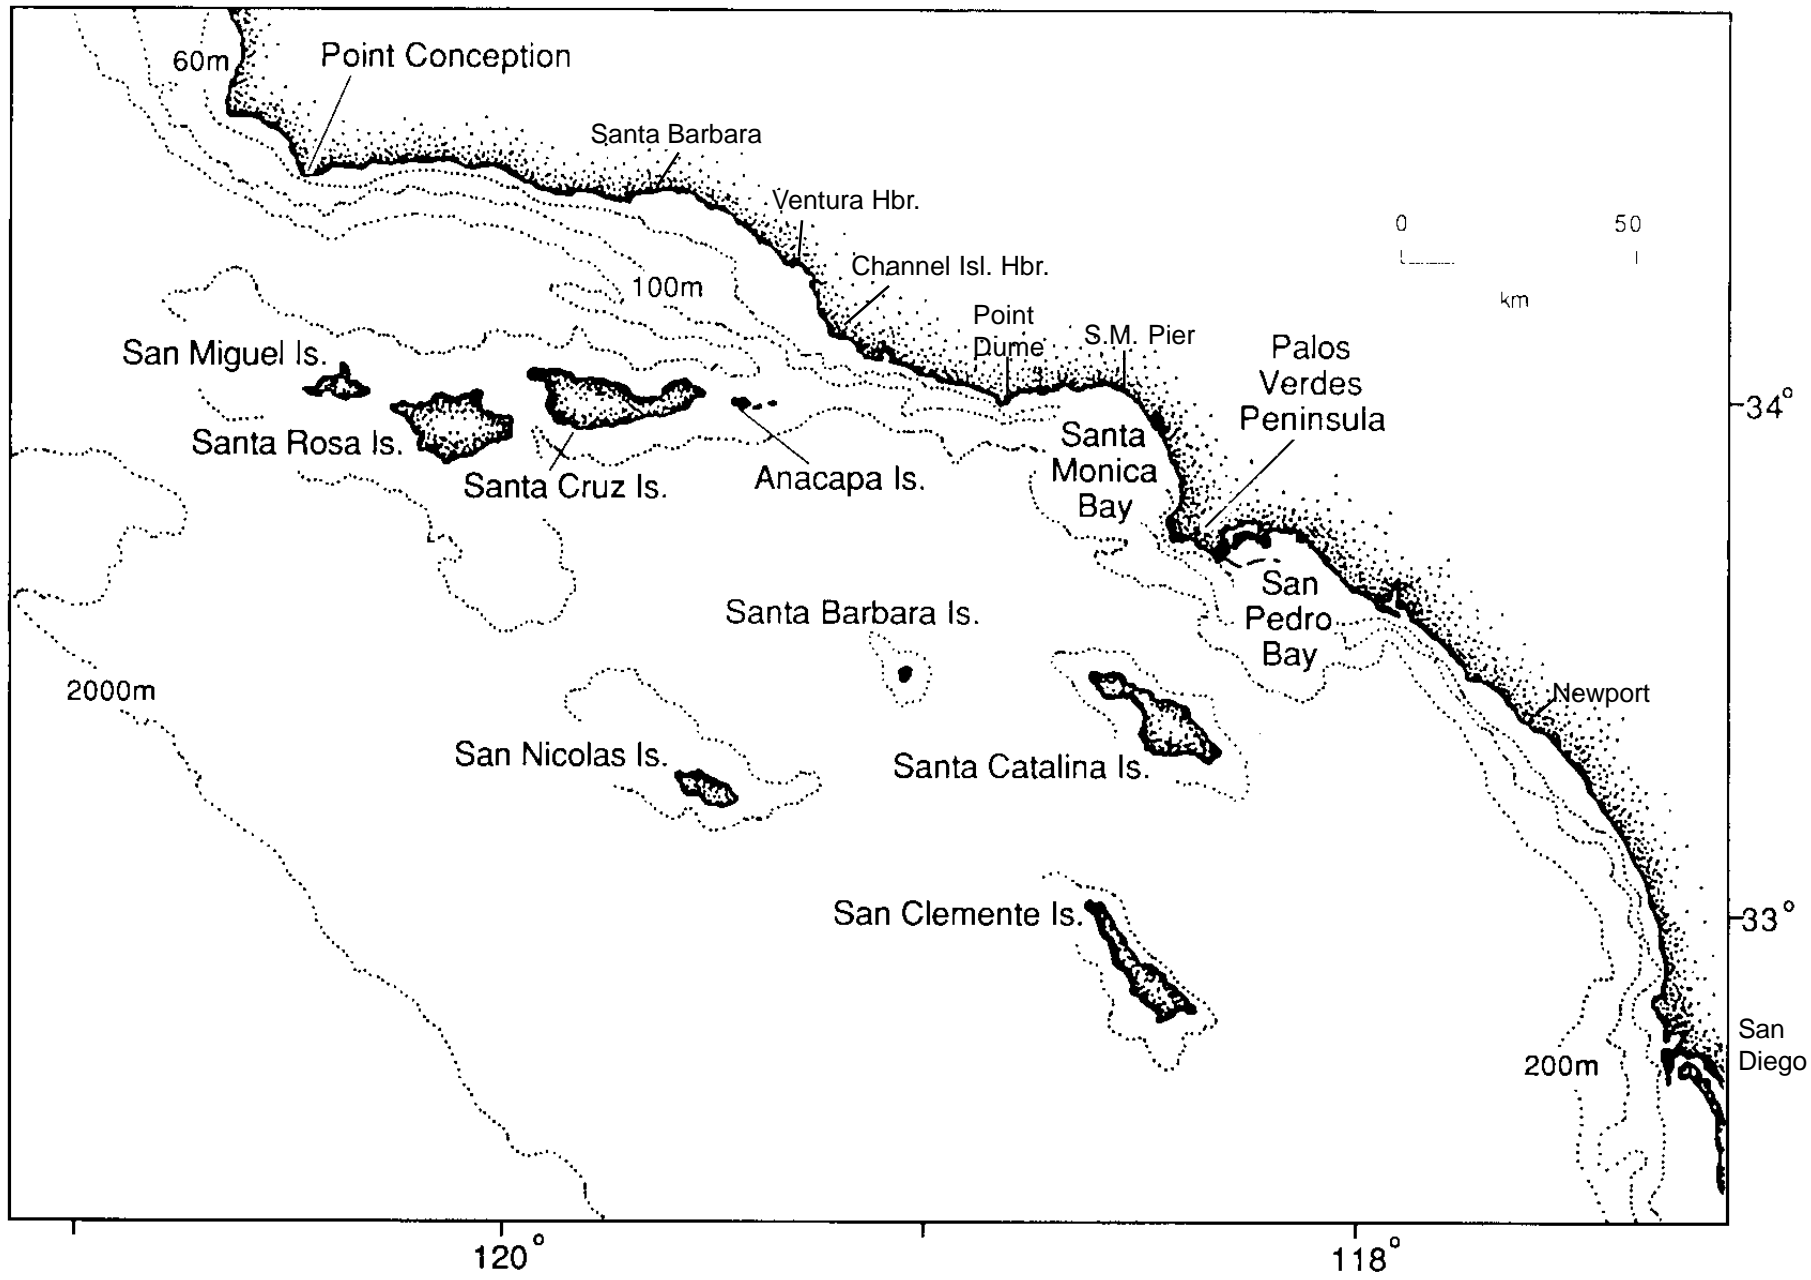 60m
Point Conception
Santa Barbara
Ventura Hbr.
0 50
km
Channel Isl. Hbr.
100m
Point
Dume
S.M. Pier
San Miguel Is.
Palos
Verdes
Peninsula
34°
Santa Rosa Is.
Santa Cruz Is.
Anacapa Is.
Santa
Monica
Bay
San
Pedro
Bay
Santa Barbara Is.
2000m
Newport
San Nicolas Is.
Santa Catalina Is.
San Clemente Is.
33°
San
Diego
200m
120°
118°